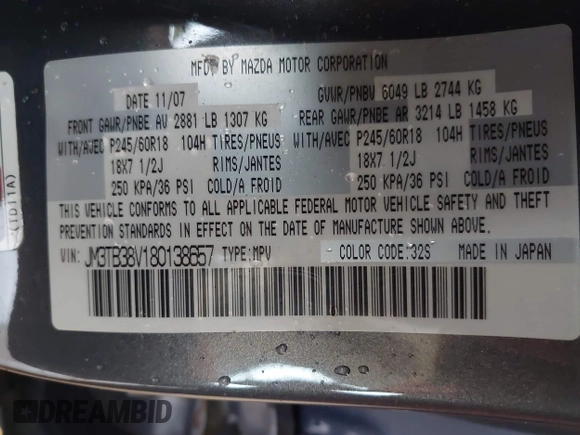 MFD. BY MAZDA MOTOR CORPORATION
DATE 11/07 GVWR/PNBV 6049 LB 2744 KG
FRONT GAWR/PNBE AV 2881 LB 1307 KG REAR GAWR/PNBE AR 3214 LB 1458 KG
WITH/AVEC P245/60R18 104H TIRES/PNEUS WITH/AVEC P245/60R18 104H TIRES/PNEUS
18X7 1/2J RIMS/JANTES 18X7 1/2J RIMS/JANTES
250 KPA/36 PSI COLD/A FROID 250 KPA/36 PSI COLD/A FROID
THIS VEHICLE CONFORMS TO ALL APPLICABLE FEDERAL MOTOR VEHICLE SAFETY AND THEFT
PREVENTION STANDARDS IN EFFECT ON THE DATE OF MANUFACTURE SHOWN ABOVE.
VIN: JM3TB38V180138657 TYPE:MPV COLOR CODE:32S MADE IN JAPAN
(1D11A)
DREAMBID